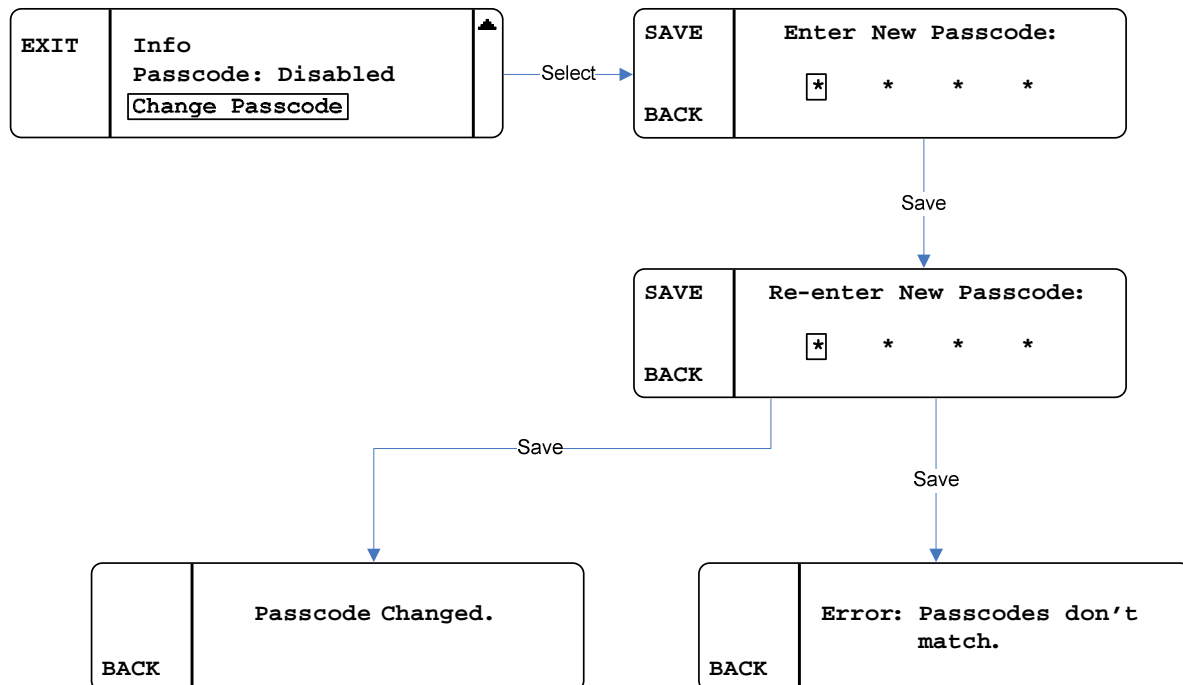 EXIT
Info
Passcode: Disabled
Change Passcode
Select
SAVE
Enter New Passcode:
* * * *
BACK
Save
SAVE
Re-enter New Passcode:
* * * *
BACK
Save
Save
Passcode Changed.
BACK
Error: Passcodes don't
match.
BACK